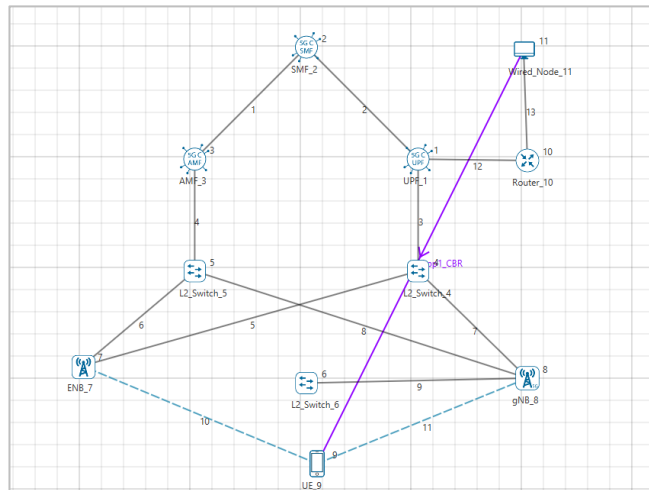 5G C
SMF
2
SMF_2
11
Wired_Node_11
1
2
13
5G C
AMF
3
AMF_3
5G C
UPF
1
UPF_1
12
10
Router_10
4
3
5
L2_Switch_5
4
App1_CBR
L2_Switch_4
6
5
8
7
7
ENB_7
6
L2_Switch_6
9
8
gNB_8
10
11
9
UE_9